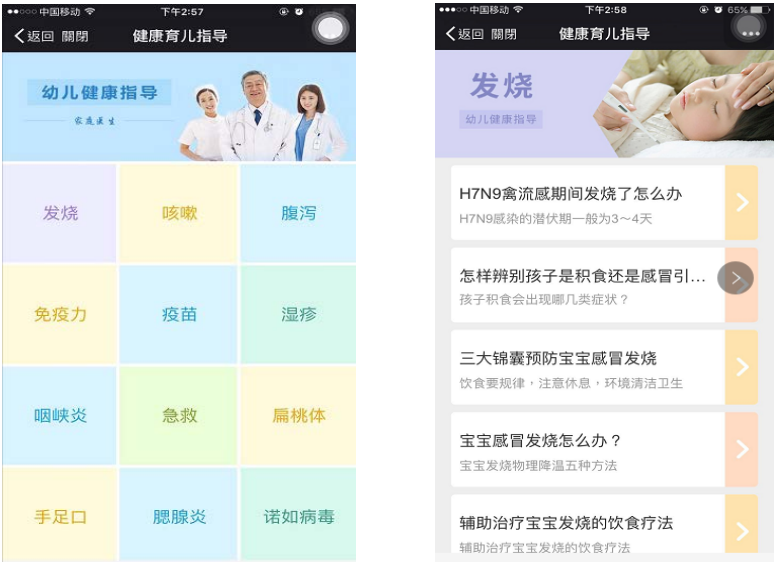 中国移动
下午2:57
返回 關閉
健康育儿指导
幼儿健康指导
家庭医生
发烧
咳嗽
腹泻
免疫力
疫苗
湿疹
咽峡炎
急救
扁桃体
手足口
腮腺炎
诺如病毒
中国移动
下午2:58
65%
返回 關閉
健康育儿指导
发烧
幼儿健康指导
H7N9禽流感期间发烧了怎么办
H7N9感染的潜伏期一般为3～4天
怎样辨别孩子是积食还是感冒引...
孩子积食会出现哪几类症状？
三大锦囊预防宝宝感冒发烧
饮食要规律，注意休息，环境清洁卫生
宝宝感冒发烧怎么办？
宝宝发烧物理降温五种方法
辅助治疗宝宝发烧的饮食疗法
辅助治疗宝宝发烧的饮食疗法